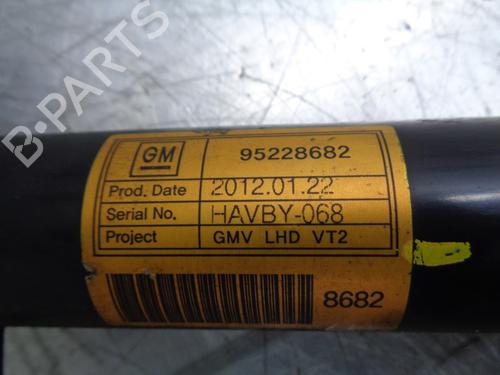 B-PARTS
GM 95228682
Prod. Date 2012.01.22
Serial No. HAVBY-068
Project GMV LHD VT2
8682